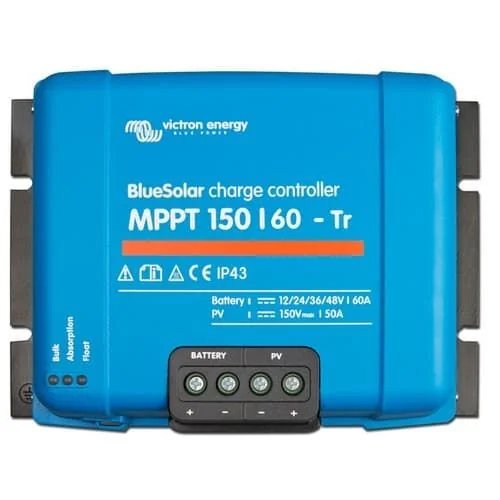 victron energy
BLUE POWER
BlueSolar charge controller
MPPT 150 | 60 - Tr
CE IP43
Battery : 12/24/36/48V | 60A
PV : 150Vmax | 50A
Bulk
Absorption
Float
BATTERY PV
+ - - +